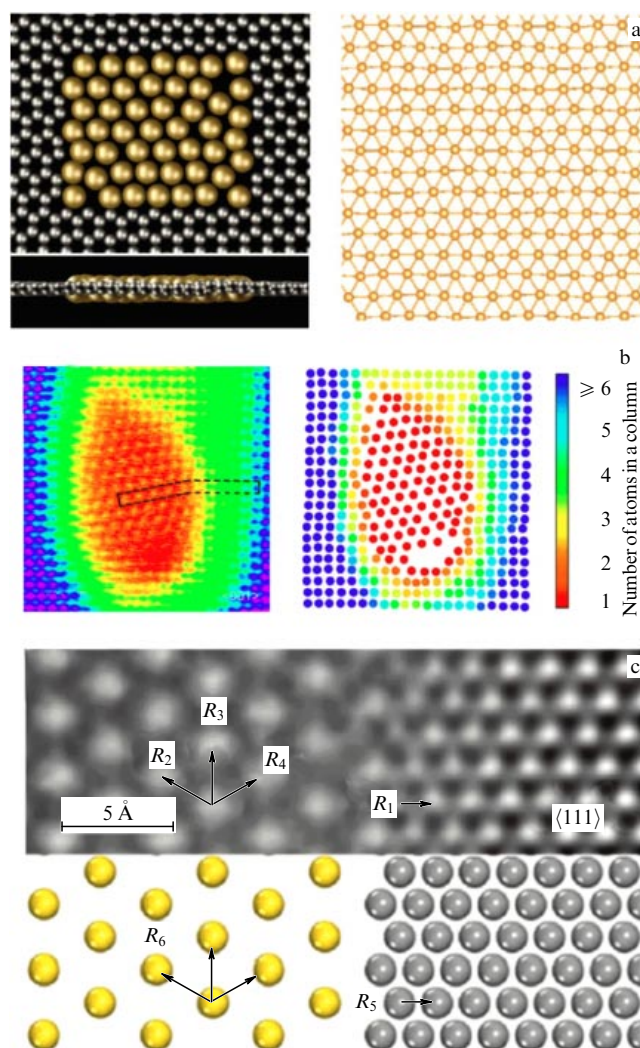 a
b
⩾ 6
5
4
3
2
1
Number of atoms in a column
c
R3
R2
R4
5 Å
R1
⟨111⟩
R6
R5